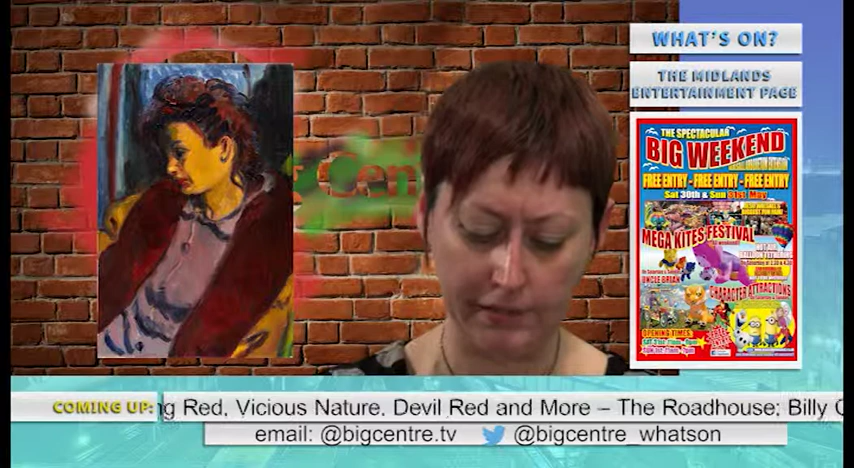 WHAT'S ON?
THE MIDLANDS
ENTERTAINMENT PAGE
THE SPECTACULAR
BIG WEEKEND
FREE ENTRY - FREE ENTRY - FREE ENTRY
Sat 30th & Sun 31st May
MEGA KITES FESTIVAL
UNCLE BRIAN
CHARACTER ATTRACTIONS
OPENING TIMES
Cen
COMING UP:
g Red, Vicious Nature, Devil Red and More – The Roadhouse; Billy
email: @bigcentre.tv @bigcentre_whatson